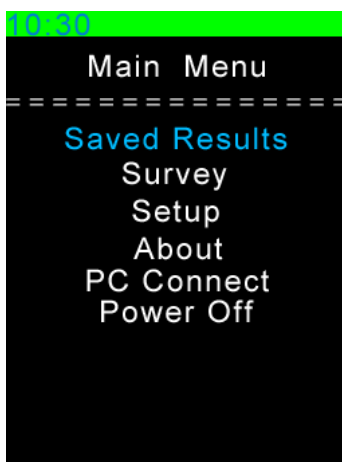 10:30
Main Menu
================
Saved Results
Survey
Setup
About
PC Connect
Power Off